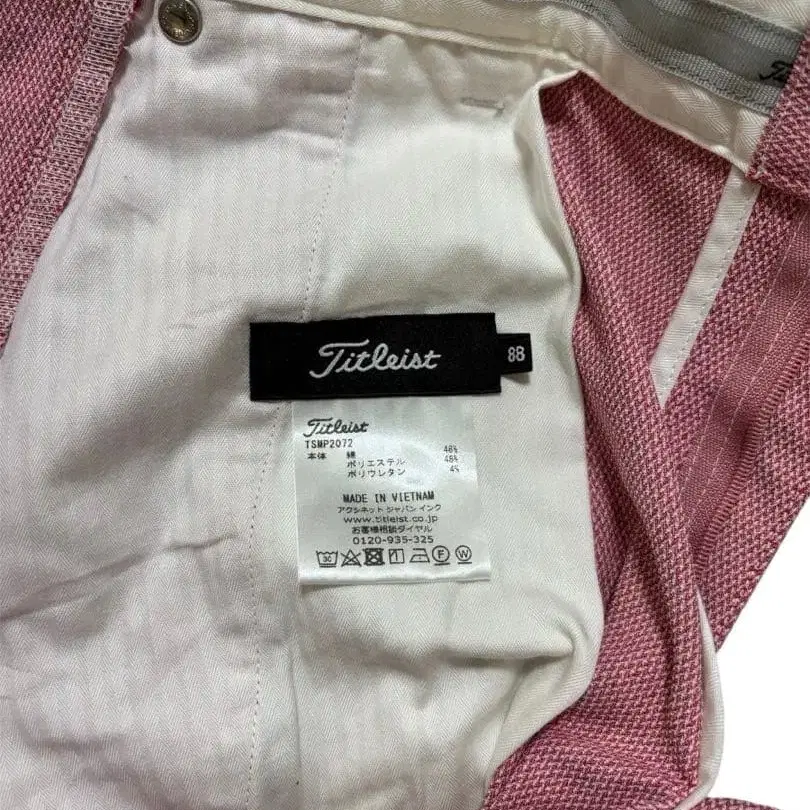 Titleist
88
Titleist
TSMP2072
本体 綿 48%
ポリエステル 48%
ポリウレタン 4%
MADE IN VIETNAM
アクシネット ジャパン インク
www.titleist.co.jp
お客様相談ダイヤル
0120-935-325